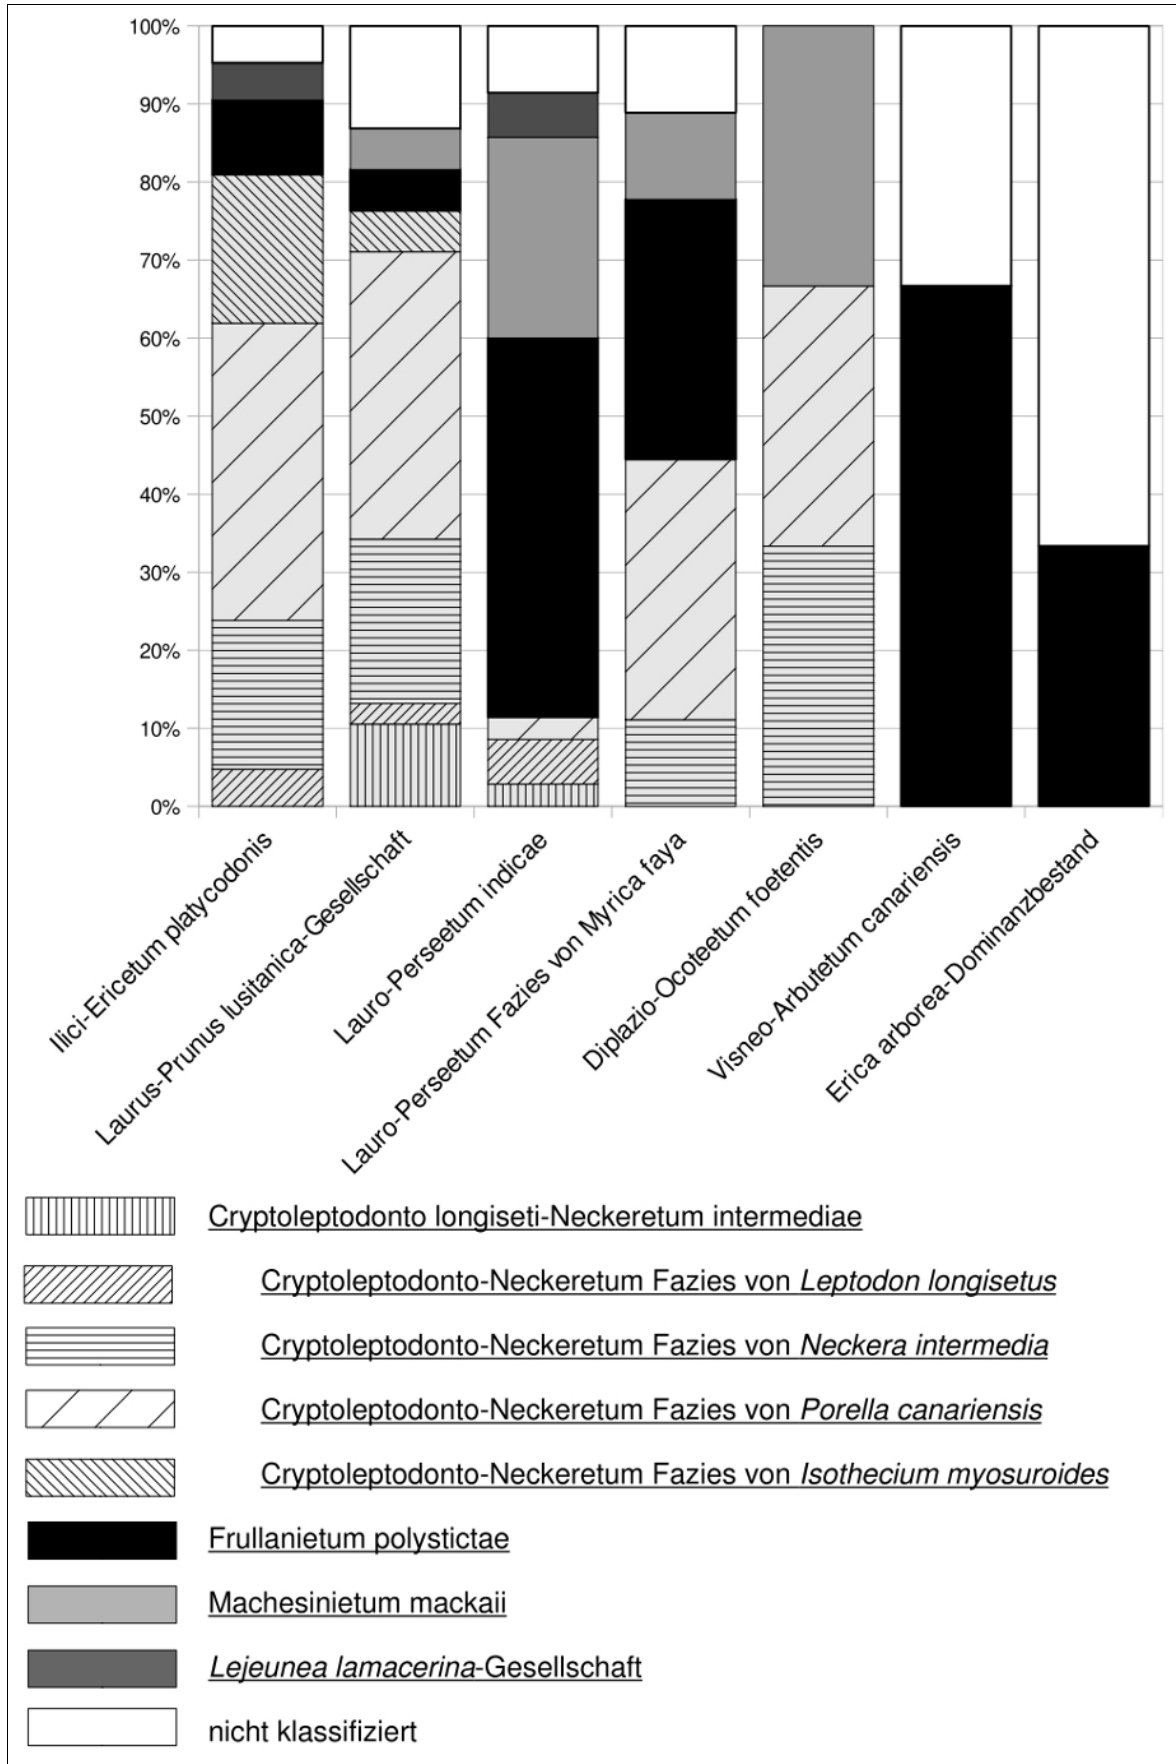 100%
90%
80%
70%
60%
50%
40%
30%
20%
10%
0%
Ilici-Ericetum platycodonis
Laurus-Prunus lusitanica-Gesellschaft
Lauro-Perseetum indicae
Lauro-Perseetum Fazies von Myrica faya
Diplazio-Ocoteetum foetentis
Visneo-Arbutetum canariensis
Erica arborea-Dominanzbestand
Cryptoleptodonto longiseti-Neckeretum intermediae
Cryptoleptodonto-Neckeretum Fazies von Leptodon longisetus
Cryptoleptodonto-Neckeretum Fazies von Neckera intermedia
Cryptoleptodonto-Neckeretum Fazies von Porella canariensis
Cryptoleptodonto-Neckeretum Fazies von Isothecium myosuroides
Frullanietum polystictae
Machesinietum mackaii
Lejeunea lamacerina-Gesellschaft
nicht klassifiziert